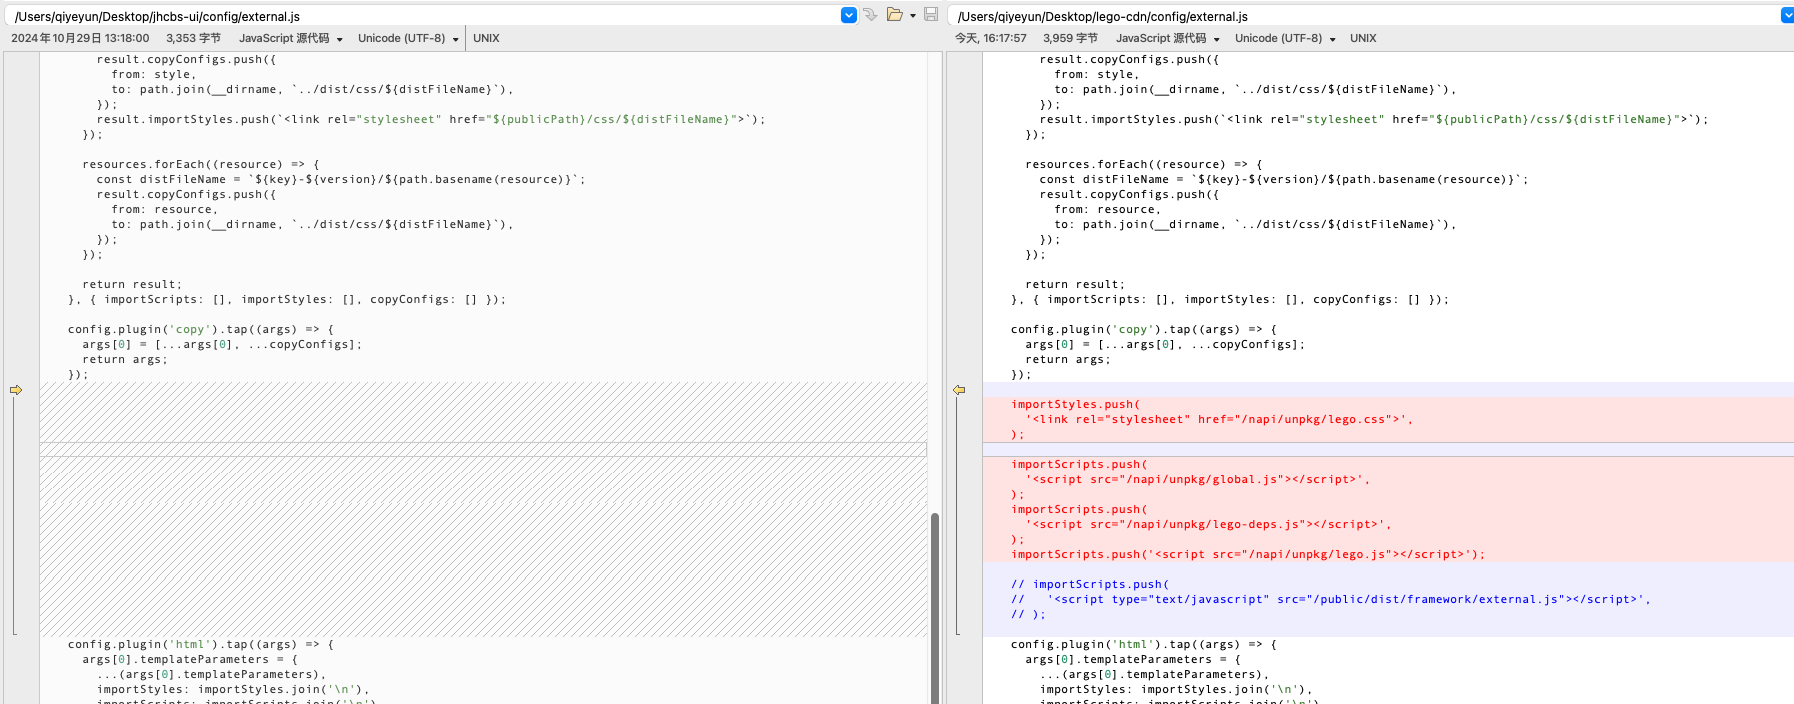 /Users/qiyeyun/Desktop/jhcbs-ui/config/external.js
2024年10月29日 13:18:00 3,353 字节 JavaScript 源代码 Unicode (UTF-8) UNIX
result.copyConfigs.push({
from: style,
to: path.join(__dirname, `../dist/css/${distFileName}`),
});
result.importStyles.push(`<link rel="stylesheet" href="${publicPath}/css/${distFileName}">`);
});
resources.forEach((resource) => {
const distFileName = `${key}-${version}/${path.basename(resource)}`;
result.copyConfigs.push({
from: resource,
to: path.join(__dirname, `../dist/css/${distFileName}`),
});
});
return result;
}, { importScripts: [], importStyles: [], copyConfigs: [] });
config.plugin('copy').tap((args) => {
args[0] = [...args[0], ...copyConfigs];
return args;
});
config.plugin('html').tap((args) => {
args[0].templateParameters = {
...(args[0].templateParameters),
importStyles: importStyles.join('\n'),
importScripts: importScripts.join('\n')
/Users/qiyeyun/Desktop/lego-cdn/config/external.js
今天, 16:17:57 3,959 字节 JavaScript 源代码 Unicode (UTF-8) UNIX
result.copyConfigs.push({
from: style,
to: path.join(__dirname, `../dist/css/${distFileName}`),
});
result.importStyles.push(`<link rel="stylesheet" href="${publicPath}/css/${distFileName}">`);
});
resources.forEach((resource) => {
const distFileName = `${key}-${version}/${path.basename(resource)}`;
result.copyConfigs.push({
from: resource,
to: path.join(__dirname, `../dist/css/${distFileName}`),
});
});
return result;
}, { importScripts: [], importStyles: [], copyConfigs: [] });
config.plugin('copy').tap((args) => {
args[0] = [...args[0], ...copyConfigs];
return args;
});
importStyles.push(
'<link rel="stylesheet" href="/napi/unpkg/lego.css">',
);
importScripts.push(
'<script src="/napi/unpkg/global.js"></script>',
);
importScripts.push(
'<script src="/napi/unpkg/lego-deps.js"></script>',
);
importScripts.push('<script src="/napi/unpkg/lego.js"></script>');
// importScripts.push(
// '<script type="text/javascript" src="/public/dist/framework/external.js"></script>',
// );
config.plugin('html').tap((args) => {
args[0].templateParameters = {
...(args[0].templateParameters),
importStyles: importStyles.join('\n'),
importScripts: importScripts.join('\n')